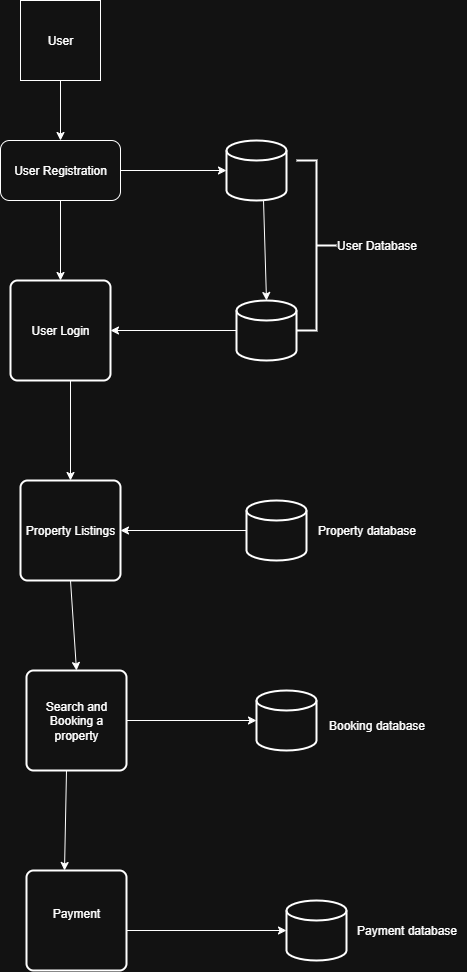 User
User Registration
User Database
User Login
Property Listings
Property database
Search and
Booking a
property
Booking database
Payment
Payment database